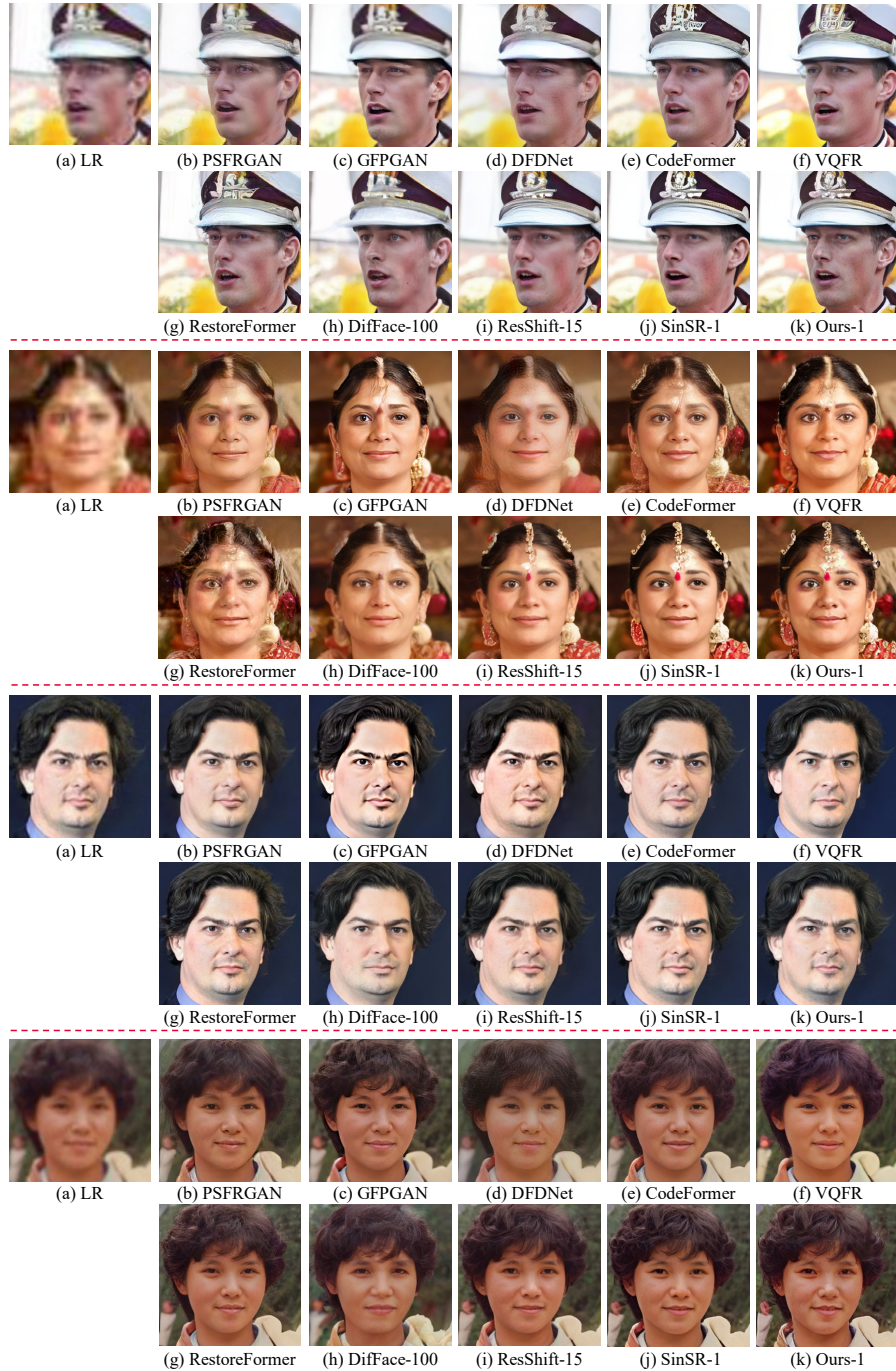 (a) LR (b) PSFRGAN (c) GFPGAN (d) DFDNet (e) CodeFormer (f) VQFR
(g) RestoreFormer (h) DifFace-100 (i) ResShift-15 (j) SinSR-1 (k) Ours-1
(a) LR (b) PSFRGAN (c) GFPGAN (d) DFDNet (e) CodeFormer (f) VQFR
(g) RestoreFormer (h) DifFace-100 (i) ResShift-15 (j) SinSR-1 (k) Ours-1
(a) LR (b) PSFRGAN (c) GFPGAN (d) DFDNet (e) CodeFormer (f) VQFR
(g) RestoreFormer (h) DifFace-100 (i) ResShift-15 (j) SinSR-1 (k) Ours-1
(a) LR (b) PSFRGAN (c) GFPGAN (d) DFDNet (e) CodeFormer (f) VQFR
(g) RestoreFormer (h) DifFace-100 (i) ResShift-15 (j) SinSR-1 (k) Ours-1